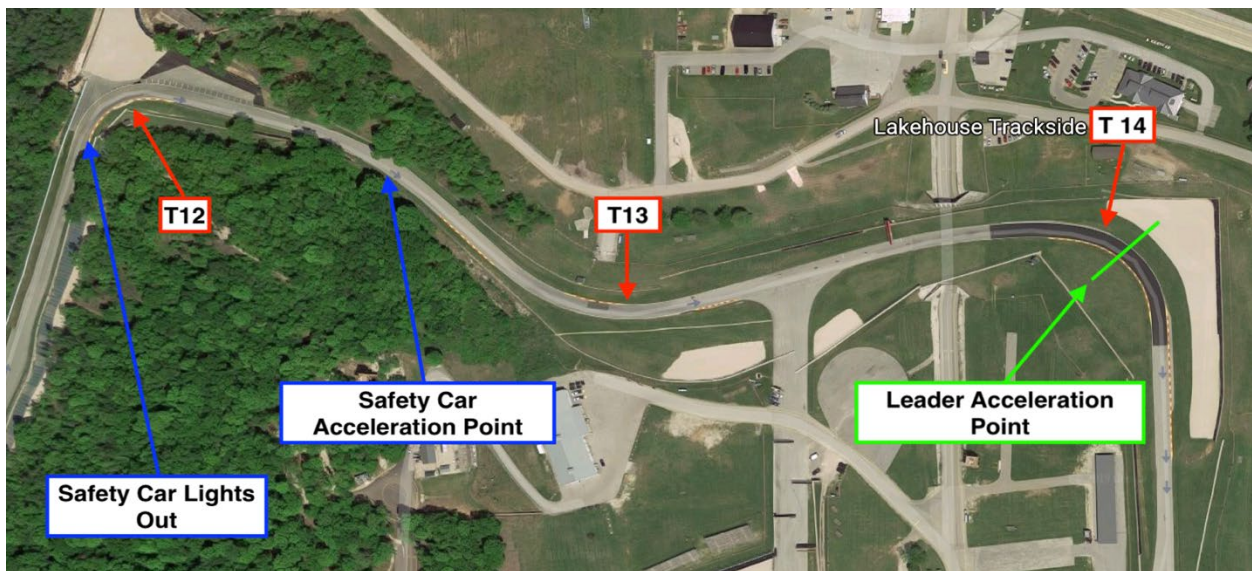 Lakehouse Trackside
T 14
T12
T13
Safety Car
Acceleration Point
Leader Acceleration
Point
Safety Car Lights
Out